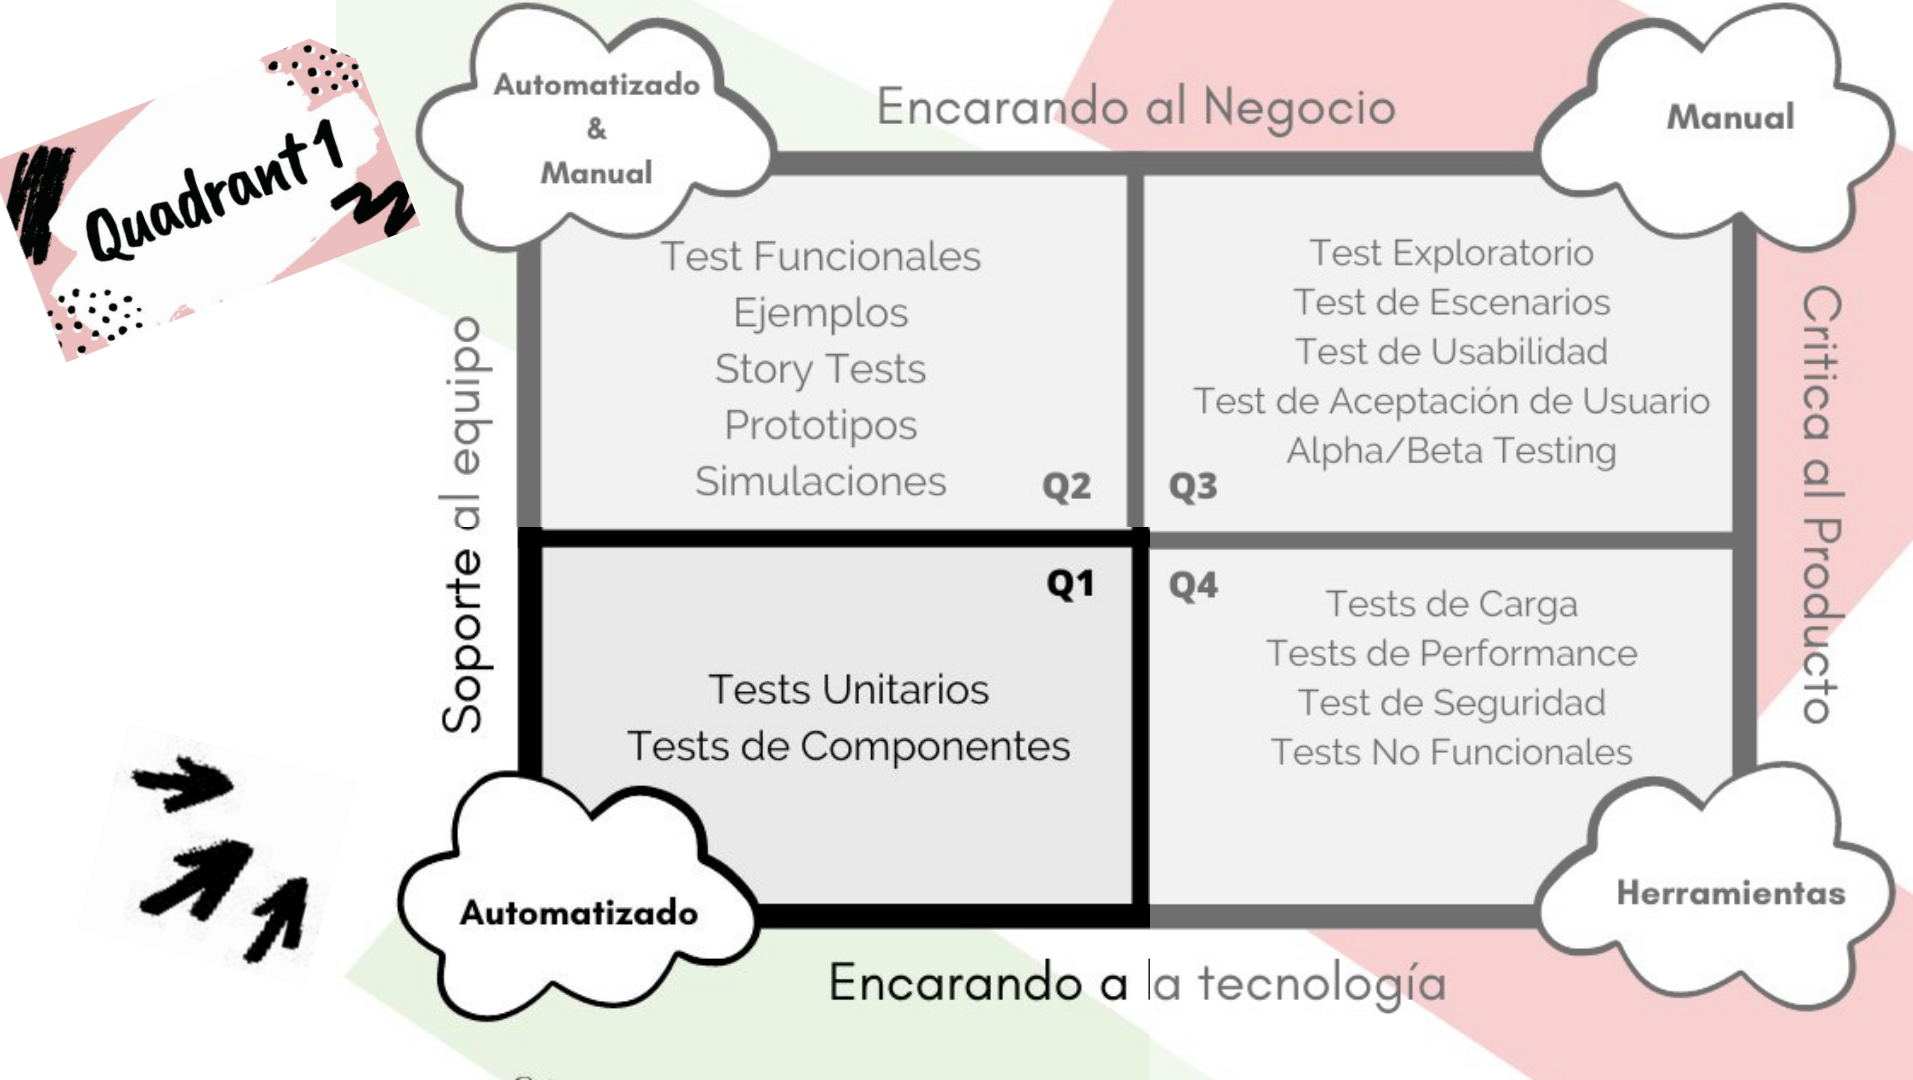 Quadrant 1
Automatizado
&
Manual
Encarando al Negocio
Manual
Soporte al equipo
Test Funcionales
Ejemplos
Story Tests
Prototipos
Simulaciones
Q2
Test Exploratorio
Test de Escenarios
Test de Usabilidad
Test de Aceptación de Usuario
Alpha/Beta Testing
Q3
Critica al Producto
Q1
Tests Unitarios
Tests de Componentes
Q4
Tests de Carga
Tests de Performance
Test de Seguridad
Tests No Funcionales
Automatizado
Herramientas
Encarando a la tecnología